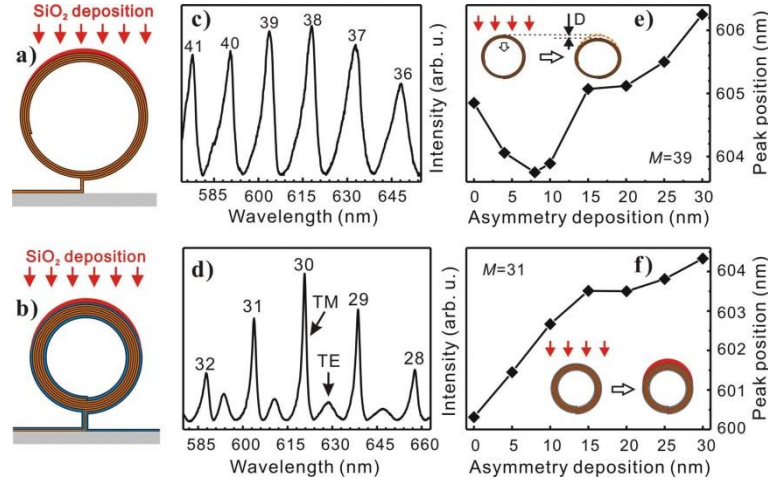 SiO₂ deposition
a)
c)
41
40
39
38
37
36
585
600
615
630
645
Wavelength (nm)
Intensity (arb. u.)
e)
D
M=39
606
605
604
Peak position (nm)
0
5
10
15
20
25
30
Asymmetry deposition (nm)
SiO₂ deposition
b)
d)
32
31
30
29
28
TM
TE
585
600
615
630
645
660
Wavelength (nm)
Intensity (arb. u.)
f)
M=31
604
603
602
601
600
Peak position (nm)
0
5
10
15
20
25
30
Asymmetry deposition (nm)